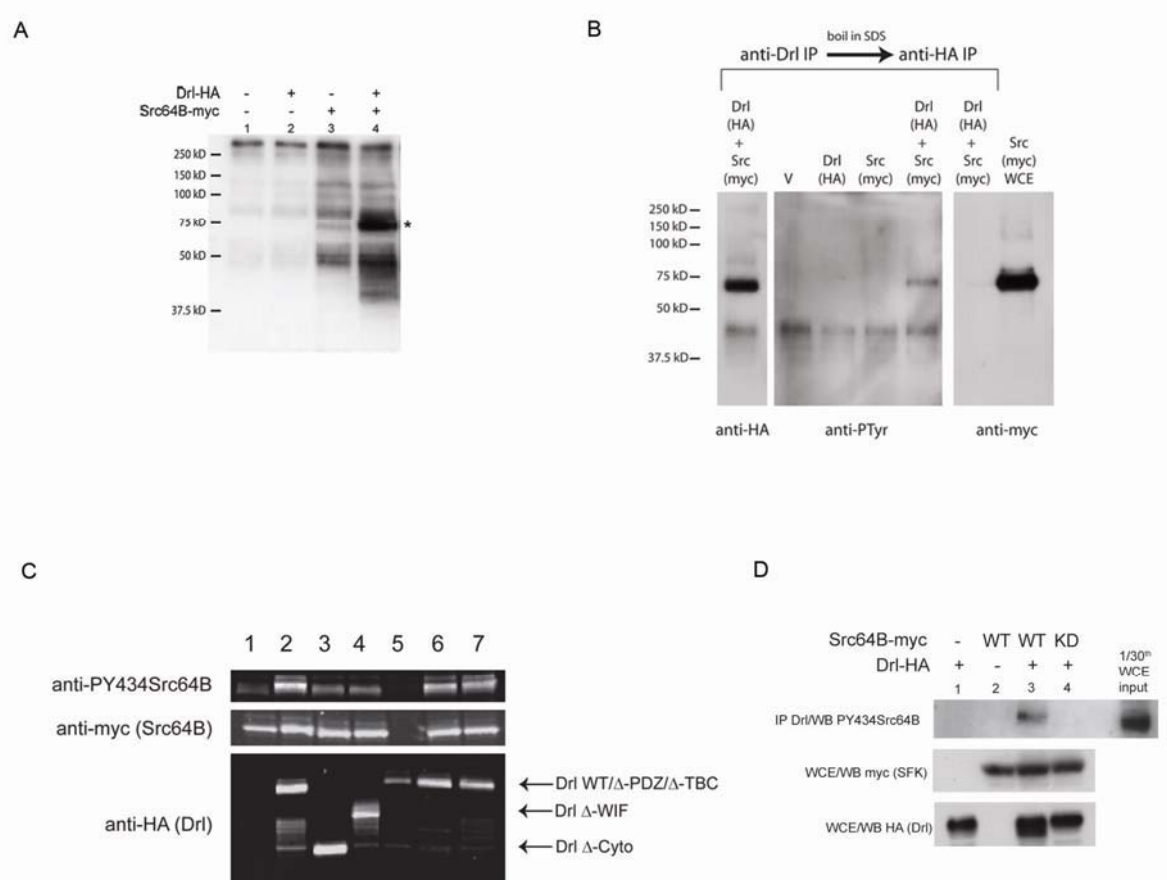 A
Drl-HA - + - +
Src64B-myc - - + +
1 2 3 4
250 kD
150 kD
100 kD
75 kD
50 kD
37.5 kD
*
B
boil in SDS
anti-Drl IP anti-HA IP
Drl (HA) + Src (myc)
V
Drl (HA)
Src (myc)
Drl (HA) + Src (myc)
Drl (HA) + Src (myc)
Src (myc) WCE
250 kD
150 kD
100 kD
75 kD
50 kD
37.5 kD
anti-HA
anti-PTyr
anti-myc
C
1 2 3 4 5 6 7
anti-PY434Src64B
anti-myc (Src64B)
anti-HA (Drl)
Drl WT/Δ-PDZ/Δ-TBC
Drl Δ-WIF
Drl Δ-Cyto
D
Src64B-myc - WT WT KD
Drl-HA + - + +
1 2 3 4
1/30th
WCE
input
IP Drl/WB PY434Src64B
WCE/WB myc (SFK)
WCE/WB HA (Drl)